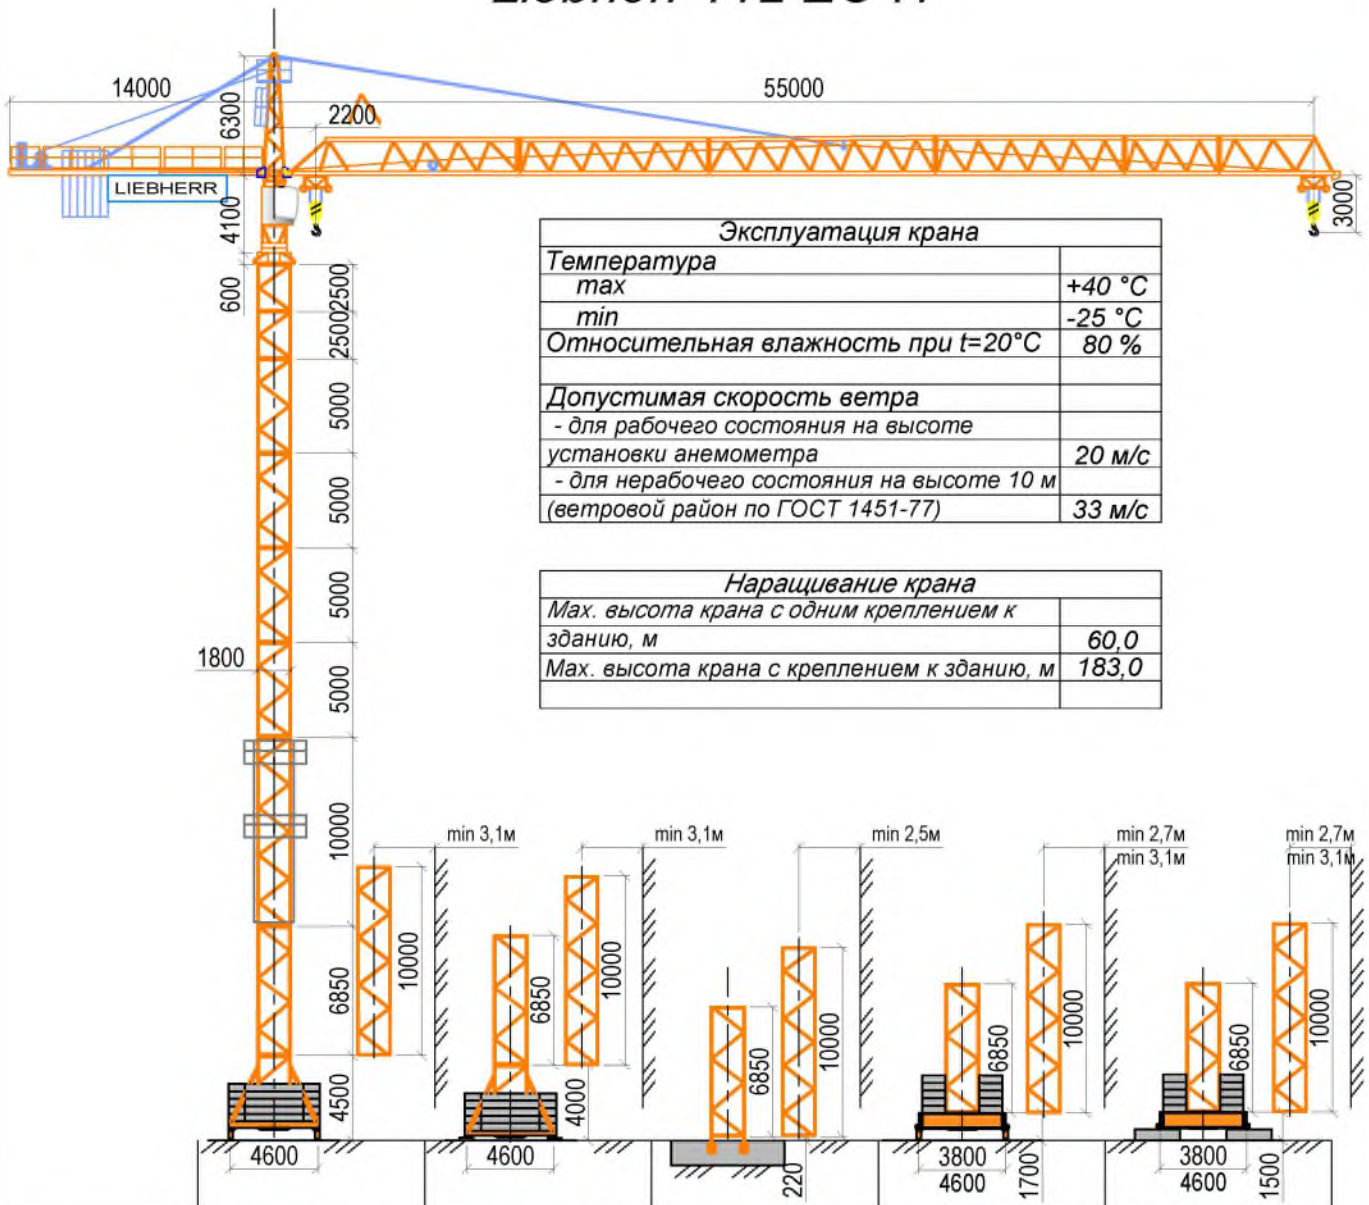 14000
6300
2200
55000
LIEBHERR
4100
3000
600
2500
2500
5000
5000
5000
5000
1800
10000
6850
4500
4600
Эксплуатация крана
Температура
max +40 °C
min -25 °C
Относительная влажность при t=20°C 80 %
Допустимая скорость ветра
- для рабочего состояния на высоте
установки анемометра 20 м/с
- для нерабочего состояния на высоте 10 м
(ветровой район по ГОСТ 1451-77) 33 м/с
Наращивание крана
Max. высота крана с одним креплением к
зданию, м 60,0
Max. высота крана с креплением к зданию, м 183,0
min 3,1м
10000
min 3,1м
6850
10000
4000
4600
min 2,5м
6850
10000
220
min 2,7м
min 3,1м
6850
10000
3800
4600
1700
min 2,7м
min 3,1м
6850
10000
3800
4600
1500